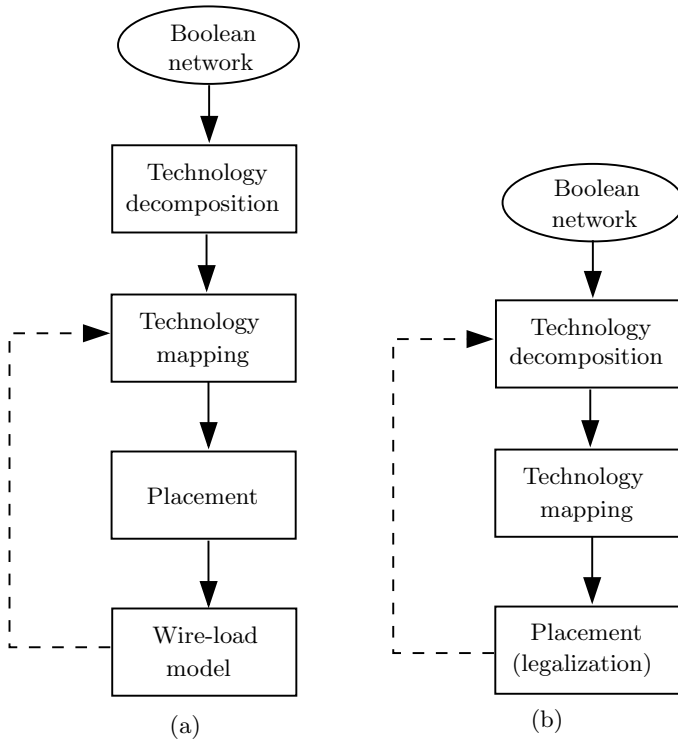 Boolean
network
Technology
decomposition
Technology
mapping
Placement
Wire-load
model
(a)
Boolean
network
Technology
decomposition
Technology
mapping
Placement
(legalization)
(b)